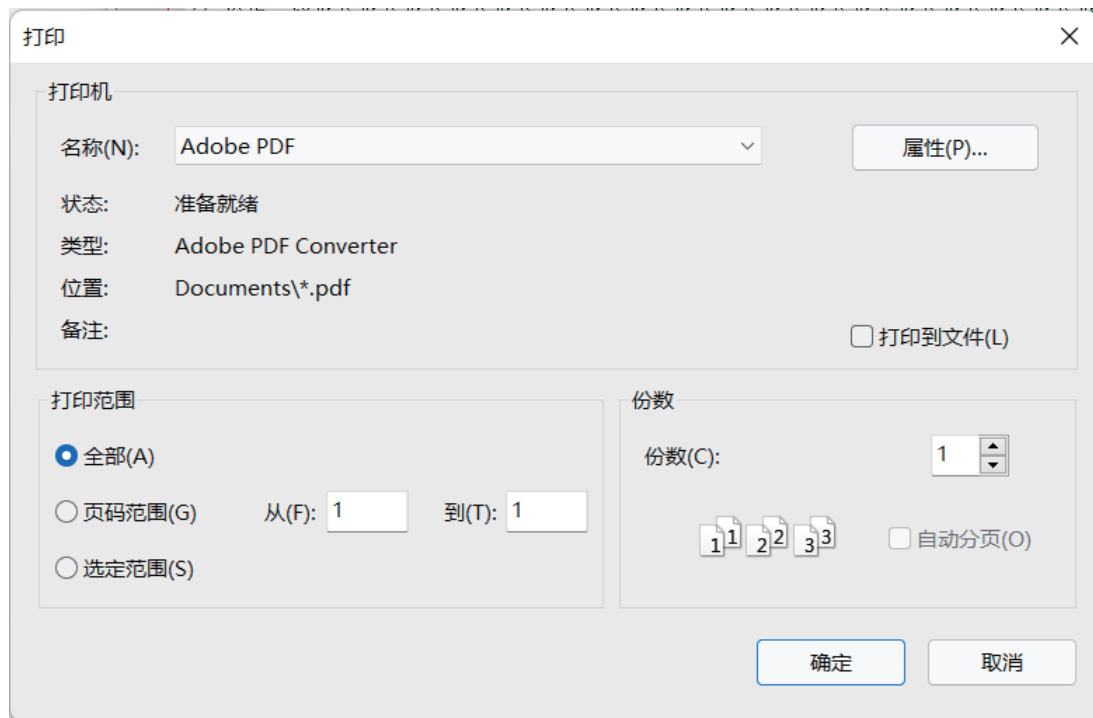 打印
打印机
名称(N): Adobe PDF 属性(P)...
状态: 准备就绪
类型: Adobe PDF Converter
位置: Documents\*.pdf
备注:
打印到文件(L)
打印范围
全部(A)
页码范围(G) 从(F): 1 到(T): 1
选定范围(S)
份数
份数(C): 1
1 1 2 2 3 3 自动分页(O)
确定 取消